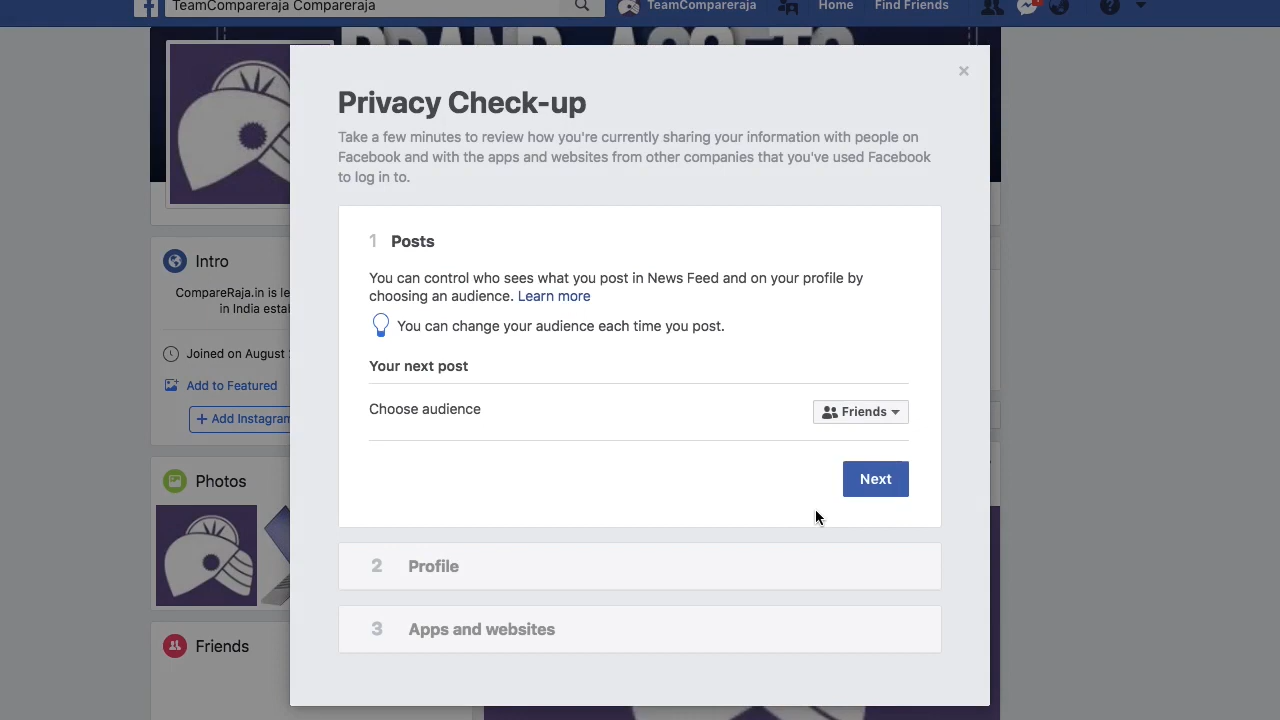 TeamCompareraja Compareraja
TeamCompareraja
Home
Find Friends
Privacy Check-up
Take a few minutes to review how you're currently sharing your information with people on
Facebook and with the apps and websites from other companies that you've used Facebook
to log in to.
1 Posts
You can control who sees what you post in News Feed and on your profile by
choosing an audience. Learn more
You can change your audience each time you post.
Your next post
Choose audience
Friends
Next
2 Profile
3 Apps and websites
Intro
CompareRaja.in is le
in India estab
Joined on August
Add to Featured
+ Add Instagram
Photos
Friends